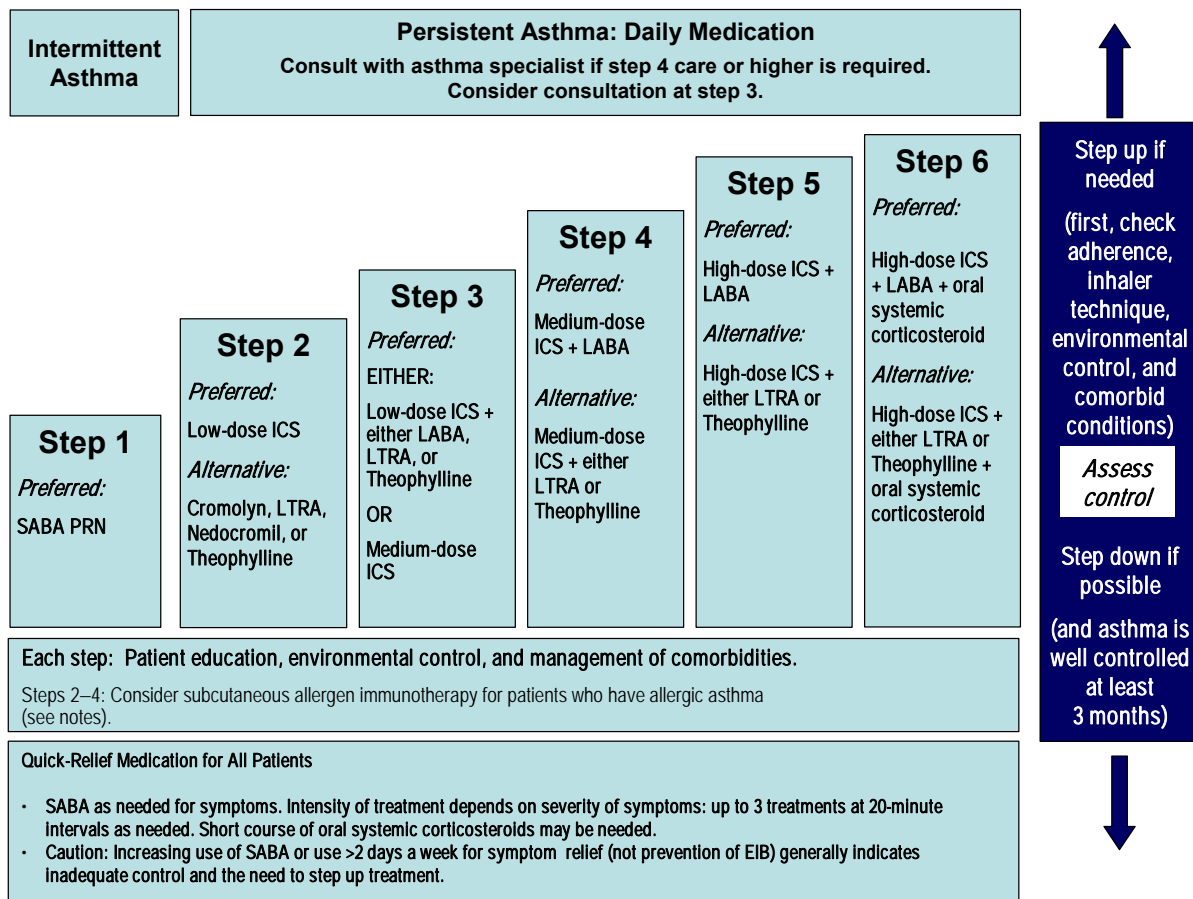 Intermittent
Asthma
Persistent Asthma: Daily Medication
Consult with asthma specialist if step 4 care or higher is required.
Consider consultation at step 3.
Step 1
Preferred:
SABA PRN
Step 2
Preferred:
Low-dose ICS
Alternative:
Cromolyn, LTRA,
Nedocromil, or
Theophylline
Step 3
Preferred:
EITHER:
Low-dose ICS +
either LABA,
LTRA, or
Theophylline
OR
Medium-dose
ICS
Step 4
Preferred:
Medium-dose
ICS + LABA
Alternative:
Medium-dose
ICS + either
LTRA or
Theophylline
Step 5
Preferred:
High-dose ICS +
LABA
Alternative:
High-dose ICS +
either LTRA or
Theophylline
Step 6
Preferred:
High-dose ICS
+ LABA + oral
systemic
corticosteroid
Alternative:
High-dose ICS +
either LTRA or
Theophylline +
oral systemic
corticosteroid
Step up if
needed
(first, check
adherence,
inhaler
technique,
environmental
control, and
comorbid
conditions)
Assess
control
Step down if
possible
(and asthma is
well controlled
at least
3 months)
Each step: Patient education, environmental control, and management of comorbidities.
Steps 2–4: Consider subcutaneous allergen immunotherapy for patients who have allergic asthma
(see notes).
Quick-Relief Medication for All Patients
• SABA as needed for symptoms. Intensity of treatment depends on severity of symptoms: up to 3 treatments at 20-minute
intervals as needed. Short course of oral systemic corticosteroids may be needed.
• Caution: Increasing use of SABA or use >2 days a week for symptom relief (not prevention of EIB) generally indicates
inadequate control and the need to step up treatment.